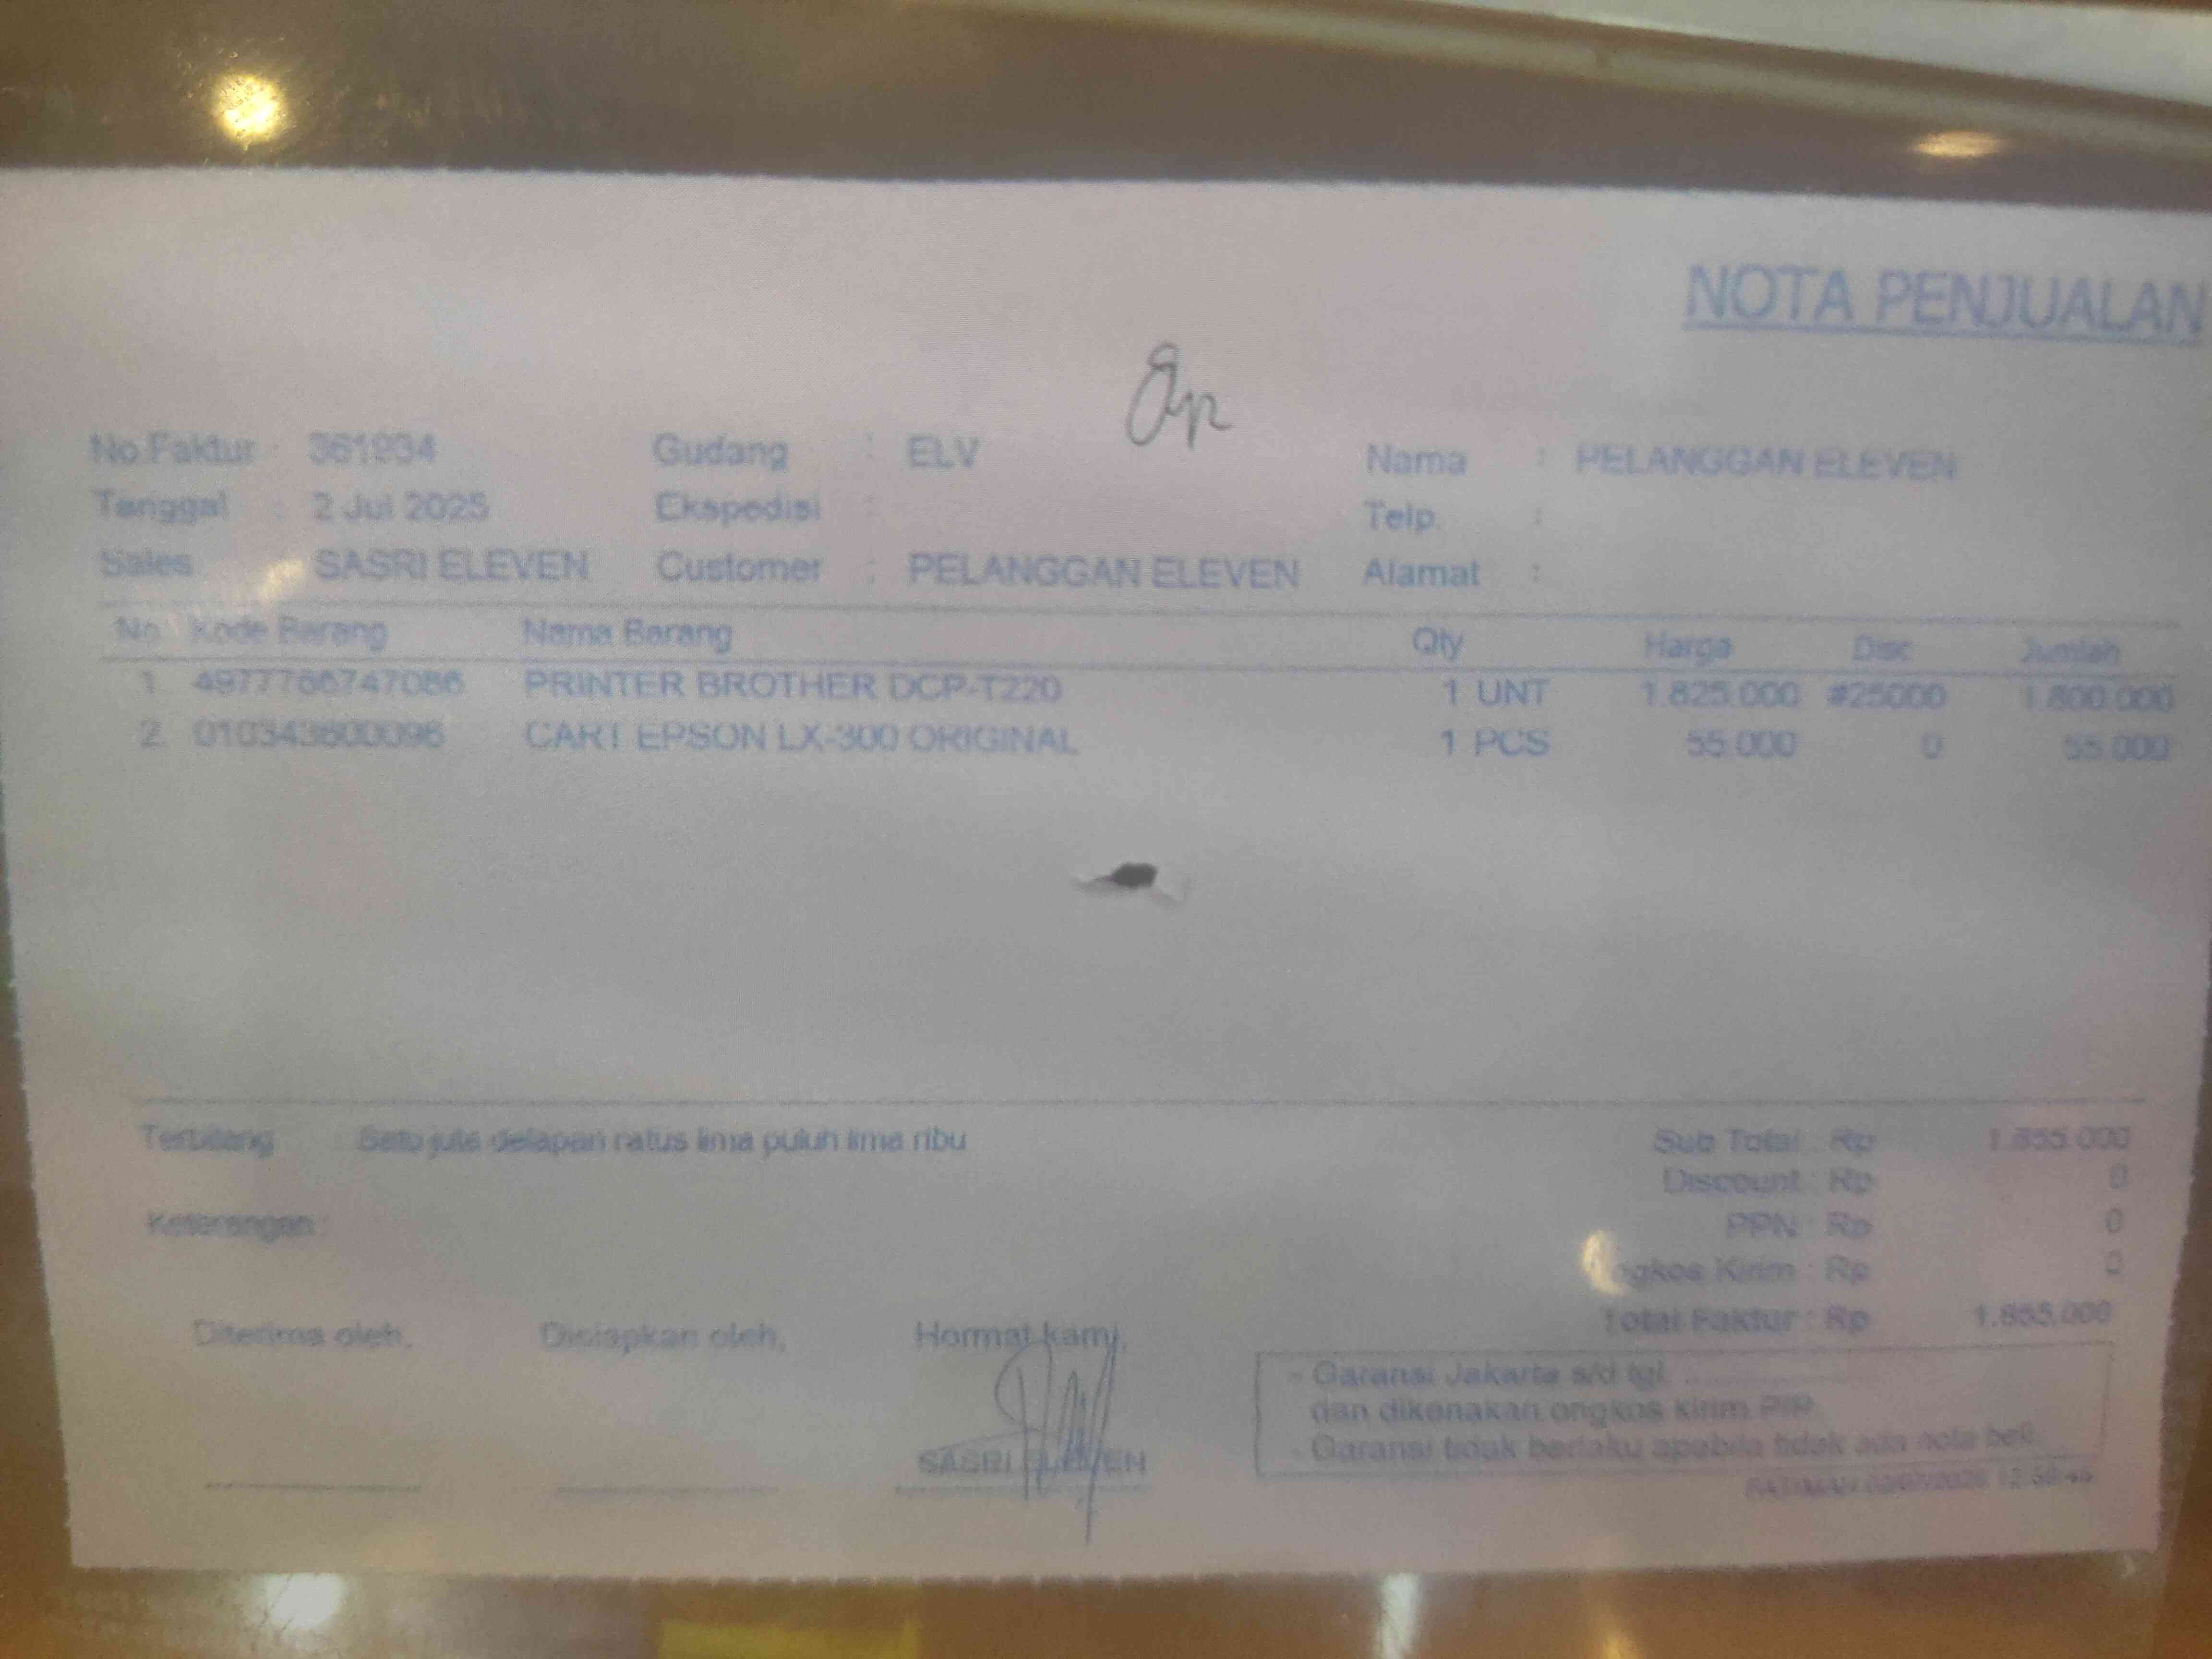 NOTA PENJUALAN
No.Faktur : 361934 Gudang : ELV Nama : PELANGGAN ELEVEN
Tanggal : 2 Jul 2025 Ekspedisi : Telp. :
Sales SASRI ELEVEN Customer : PELANGGAN ELEVEN Alamat :
No Kode Barang Nama Barang Qty Harga Disc Jumlah
1 4977766747086 PRINTER BROTHER DCP-T220 1 UNT 1.825.000 #25000 1.800.000
2 010343600096 CART EPSON LX-300 ORIGINAL 1 PCS 55.000 0 55.000
Terbilang : Satu juta delapan ratus lima puluh lima ribu Sub Total : Rp 1.855.000
Discount : Rp 0
Keterangan : PPN : Rp 0
ngkos Kirim : Rp 0
Total Faktur : Rp 1.855.000
Diterima oleh, Disiapkan oleh, Hormat kami,
- Garansi Jakarta s/d tgl.
dan dikenakan ongkos kirim P/P.
- Garansi tidak berlaku apabila tidak ada nota beli.
SASRI ELEVEN